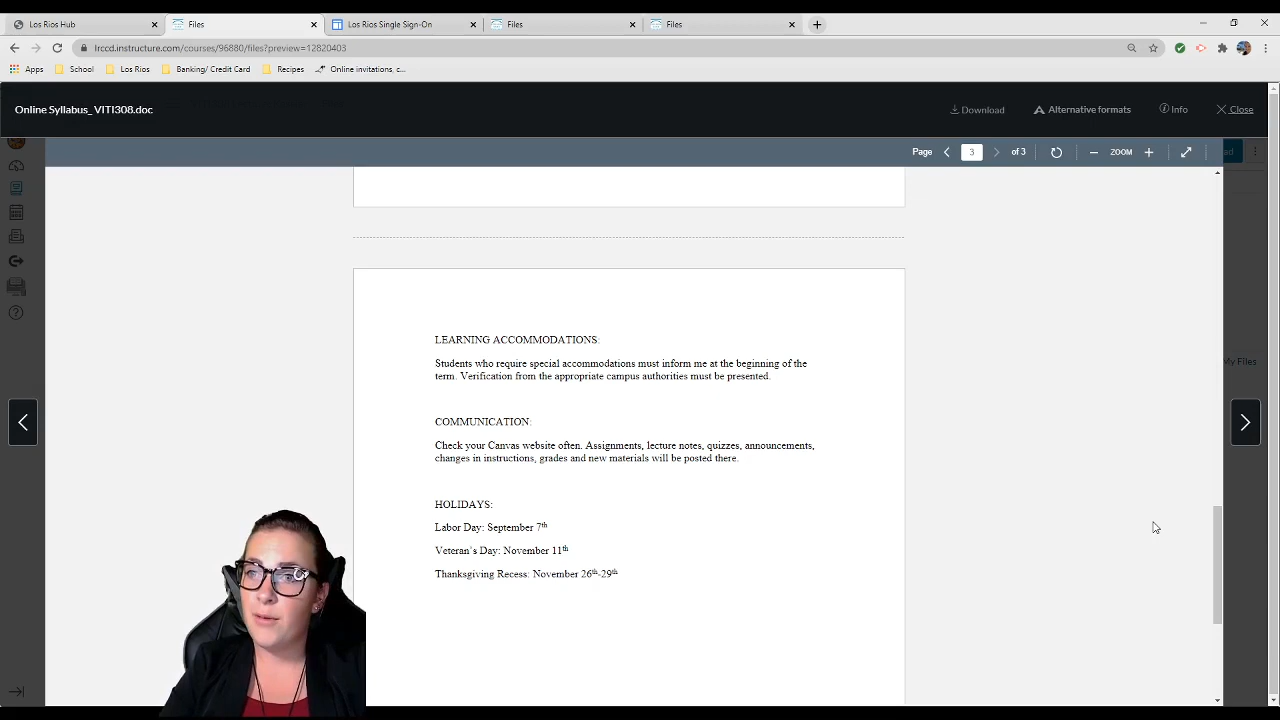 Los Rios Hub
Files
Los Rios Single Sign-On
Files
Files
lrccd.instructure.com/courses/96880/files?preview=12820403
Apps
School
Los Rios
Banking/ Credit Card
Recipes
Online invitations, c...
Online Syllabus_ VITI308.doc
Download
Alternative formats
Info
Close
Page 3 of 3
ZOOM
LEARNING ACCOMMODATIONS:
Students who require special accommodations must inform me at the beginning of the
term. Verification from the appropriate campus authorities must be presented.
My Files
COMMUNICATION:
Check your Canvas website often. Assignments, lecture notes, quizzes, announcements,
changes in instructions, grades and new materials will be posted there.
HOLIDAYS:
Labor Day: September 7th
Veteran's Day: November 11th
Thanksgiving Recess: November 26th-29th